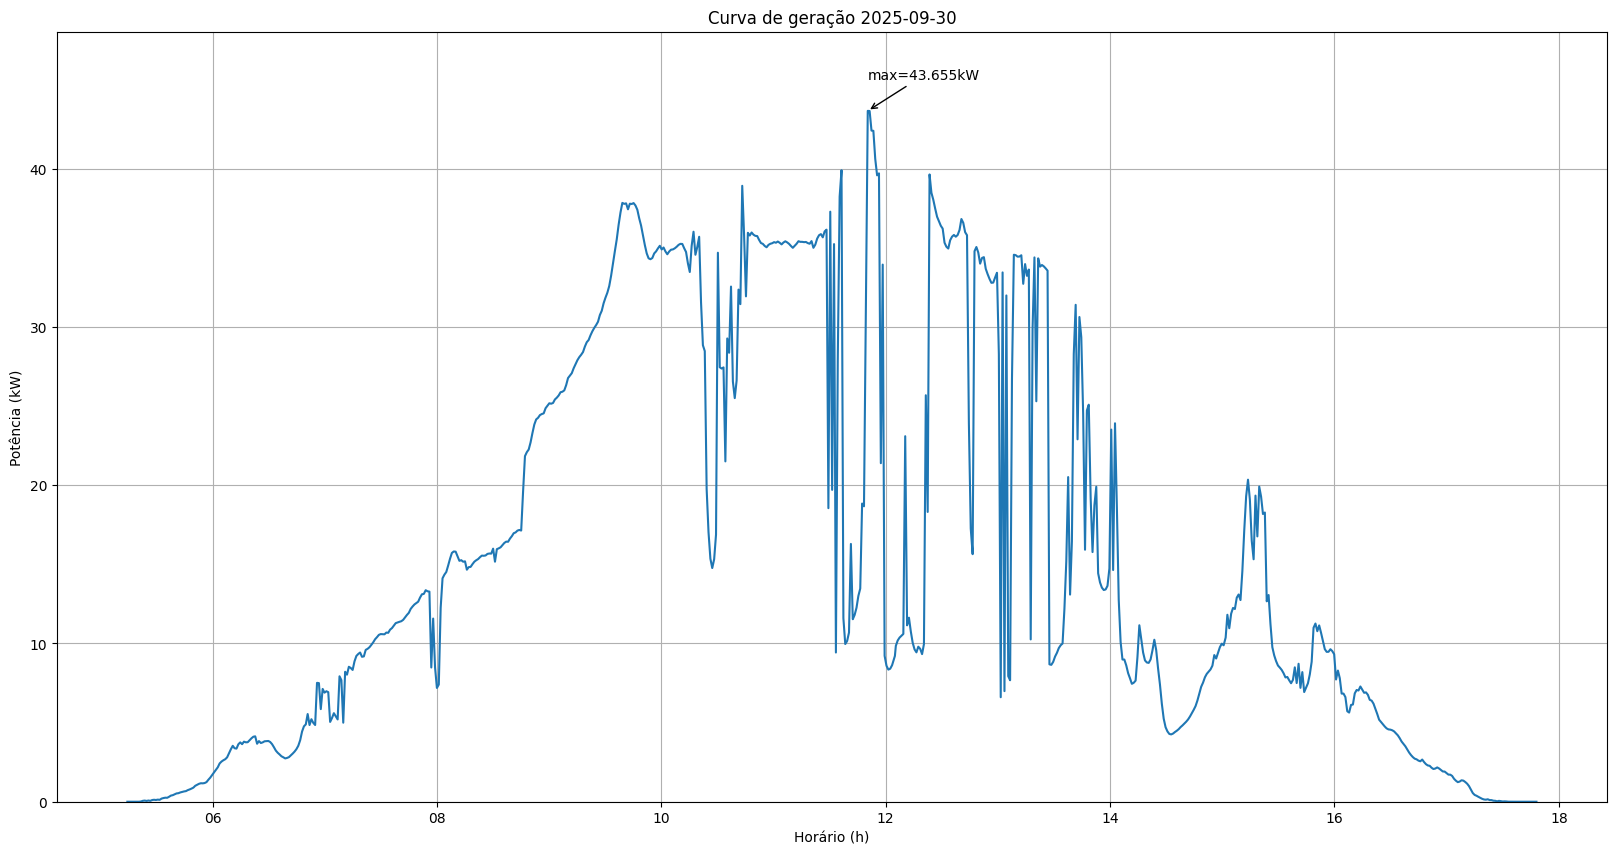 Curva de geração 2025-09-30
max=43.655kW
40
30
20
10
0
Potência (kW)
06 08 10 12 14 16 18
Horário (h)